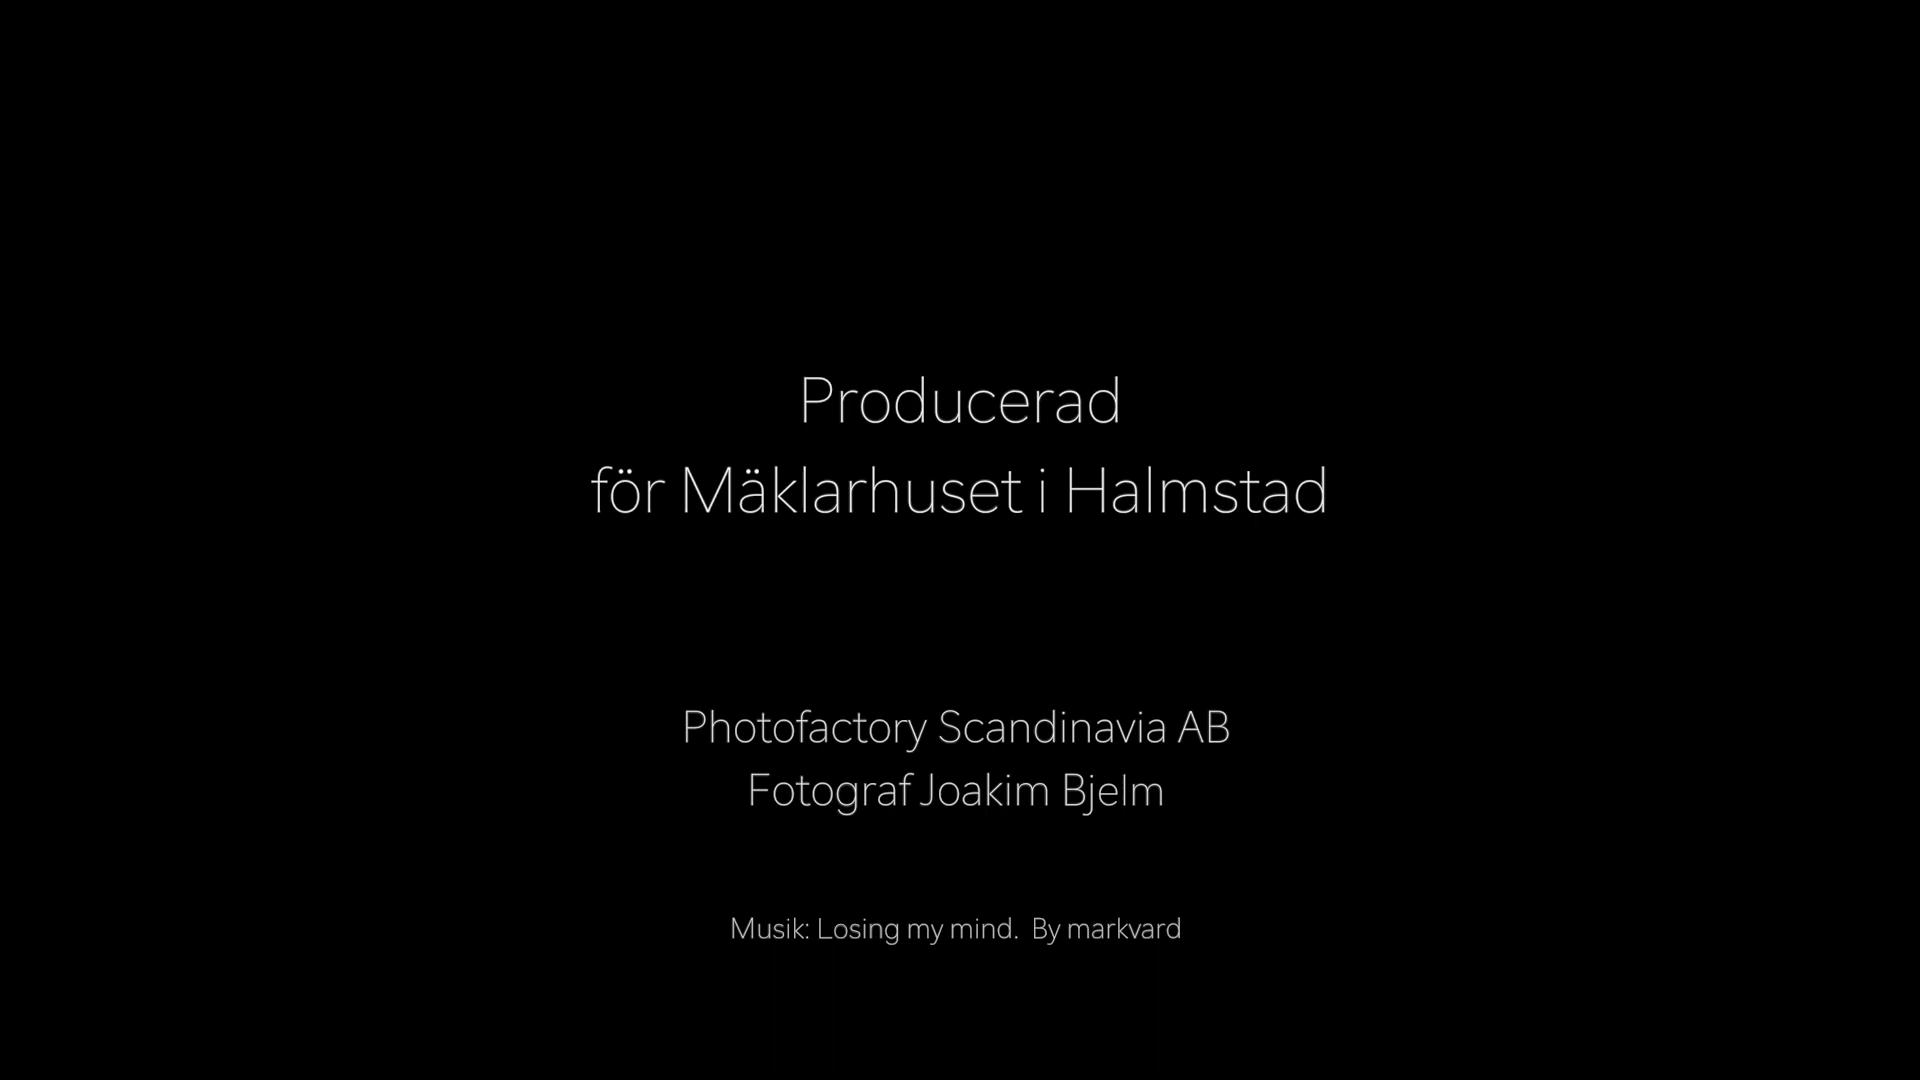 Producerad
för Mäklarhuset i Halmstad
Photofactory Scandinavia AB
Fotograf Joakim Bjelm
Musik: Losing my mind.  By markvard